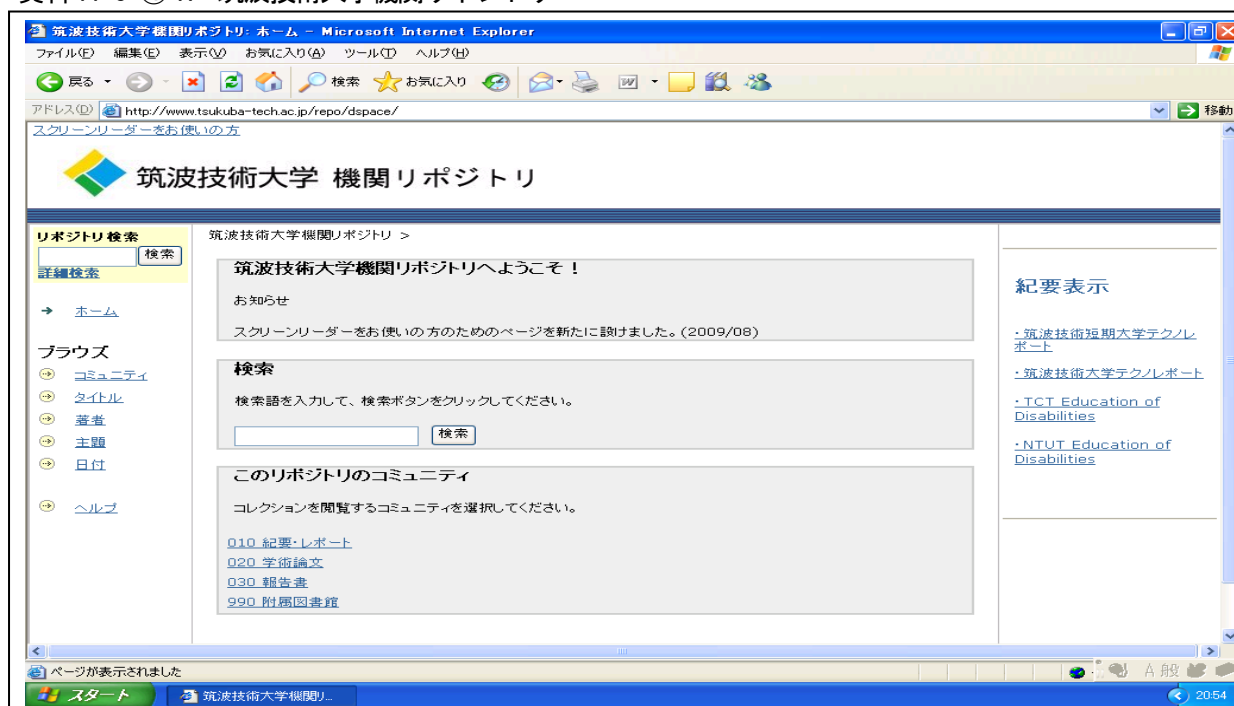 筑波技術大学機関リポジトリ: ホーム - Microsoft Internet Explorer
ファイル(F) 編集(E) 表示(V) お気に入り(A) ツール(T) ヘルプ(H)
戻る 検索 お気に入り
アドレス(D) http://www.tsukuba-tech.ac.jp/repo/dspace/ 移動
スクリーンリーダーをお使いの方
筑波技術大学 機関リポジトリ
リポジトリ検索
検索
詳細検索
ホーム
ブラウズ
コミュニティ
タイトル
著者
主題
日付
ヘルプ
筑波技術大学機関リポジトリ >
筑波技術大学機関リポジトリへようこそ！
お知らせ
スクリーンリーダーをお使いの方のためのページを新たに設けました。(2009/08)
検索
検索語を入力して、検索ボタンをクリックしてください。
検索
このリポジトリのコミュニティ
コレクションを閲覧するコミュニティを選択してください。
010 紀要・レポート
020 学術論文
030 報告書
990 附属図書館
紀要表示
・筑波技術短期大学テクノレ
ポート
・筑波技術大学テクノレポート
・TCT Education of
Disabilities
・NTUT Education of
Disabilities
ページが表示されました
A 般
スタート 筑波技術大学機関リ... 20:54